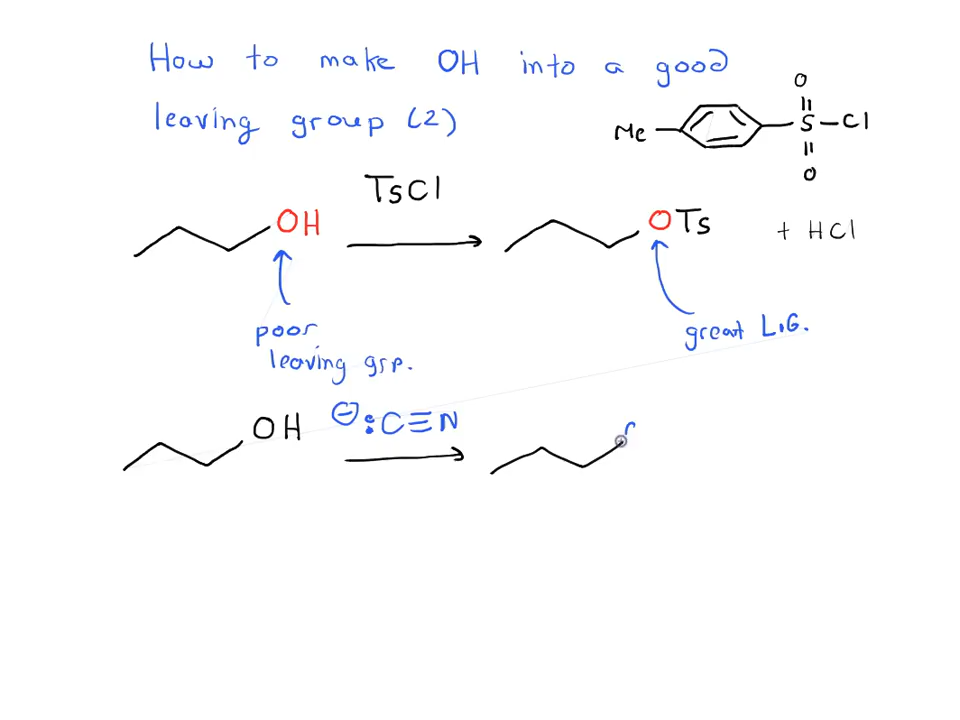 How to make OH into a good
leaving group (2)
O
Me S Cl
O
TsCl
OH OTs + HCl
poor
leaving grp.
great L.G.
OH ⊖:C≡N